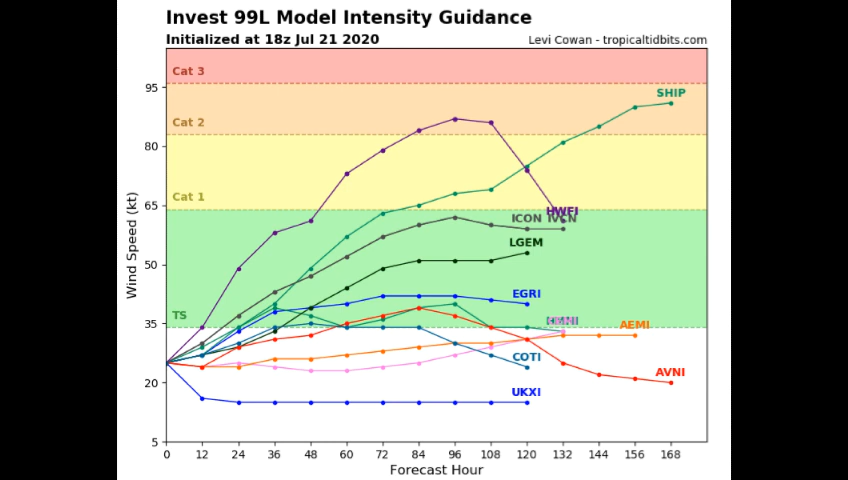 Invest 99L Model Intensity Guidance
Initialized at 18z Jul 21 2020
Levi Cowan - tropicaltidbits.com
Cat 3
95
SHIP
Cat 2
80
Cat 1
65
HWFI
ICON IVCN
LGEM
50
EGRI
TS
35
AEMI
COTI
AVNI
20
UKXI
5
0 12 24 36 48 60 72 84 96 108 120 132 144 156 168
Forecast Hour
Wind Speed (kt)